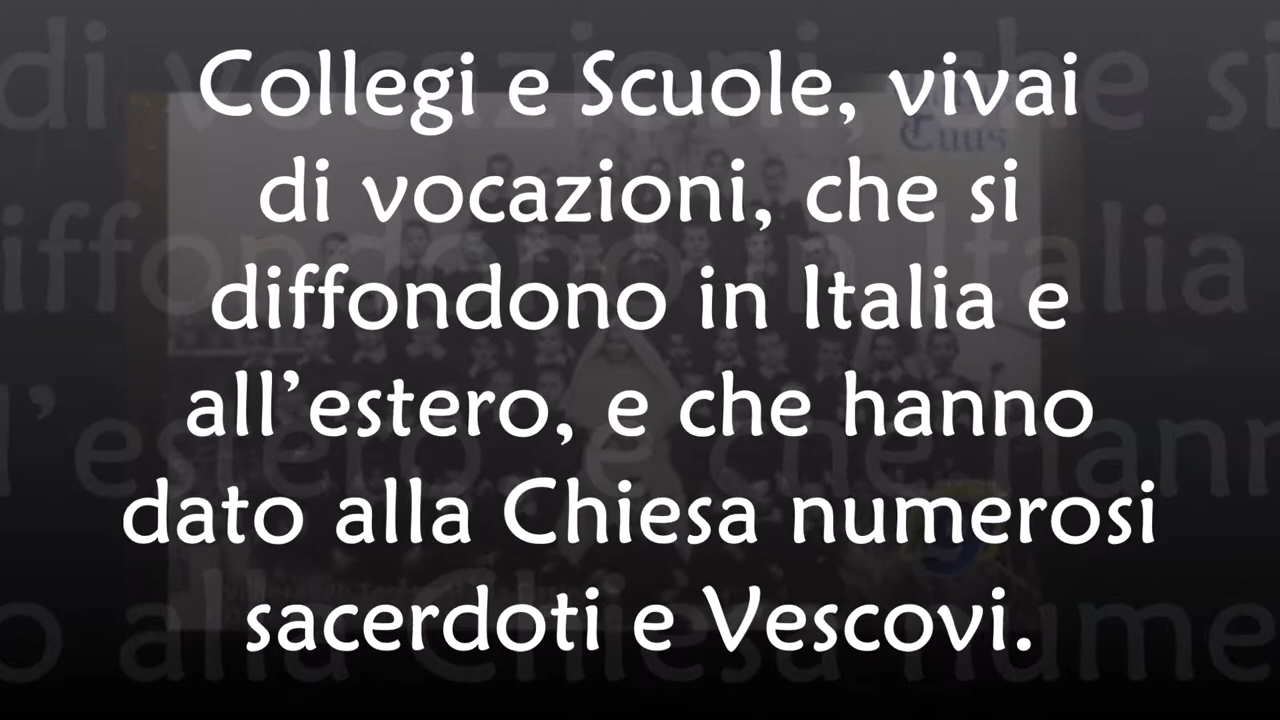 Collegi e Scuole, vivai
di vocazioni, che si
diffondono in Italia e
all’estero, e che hanno
dato alla Chiesa numerosi
sacerdoti e Vescovi.
Tuus